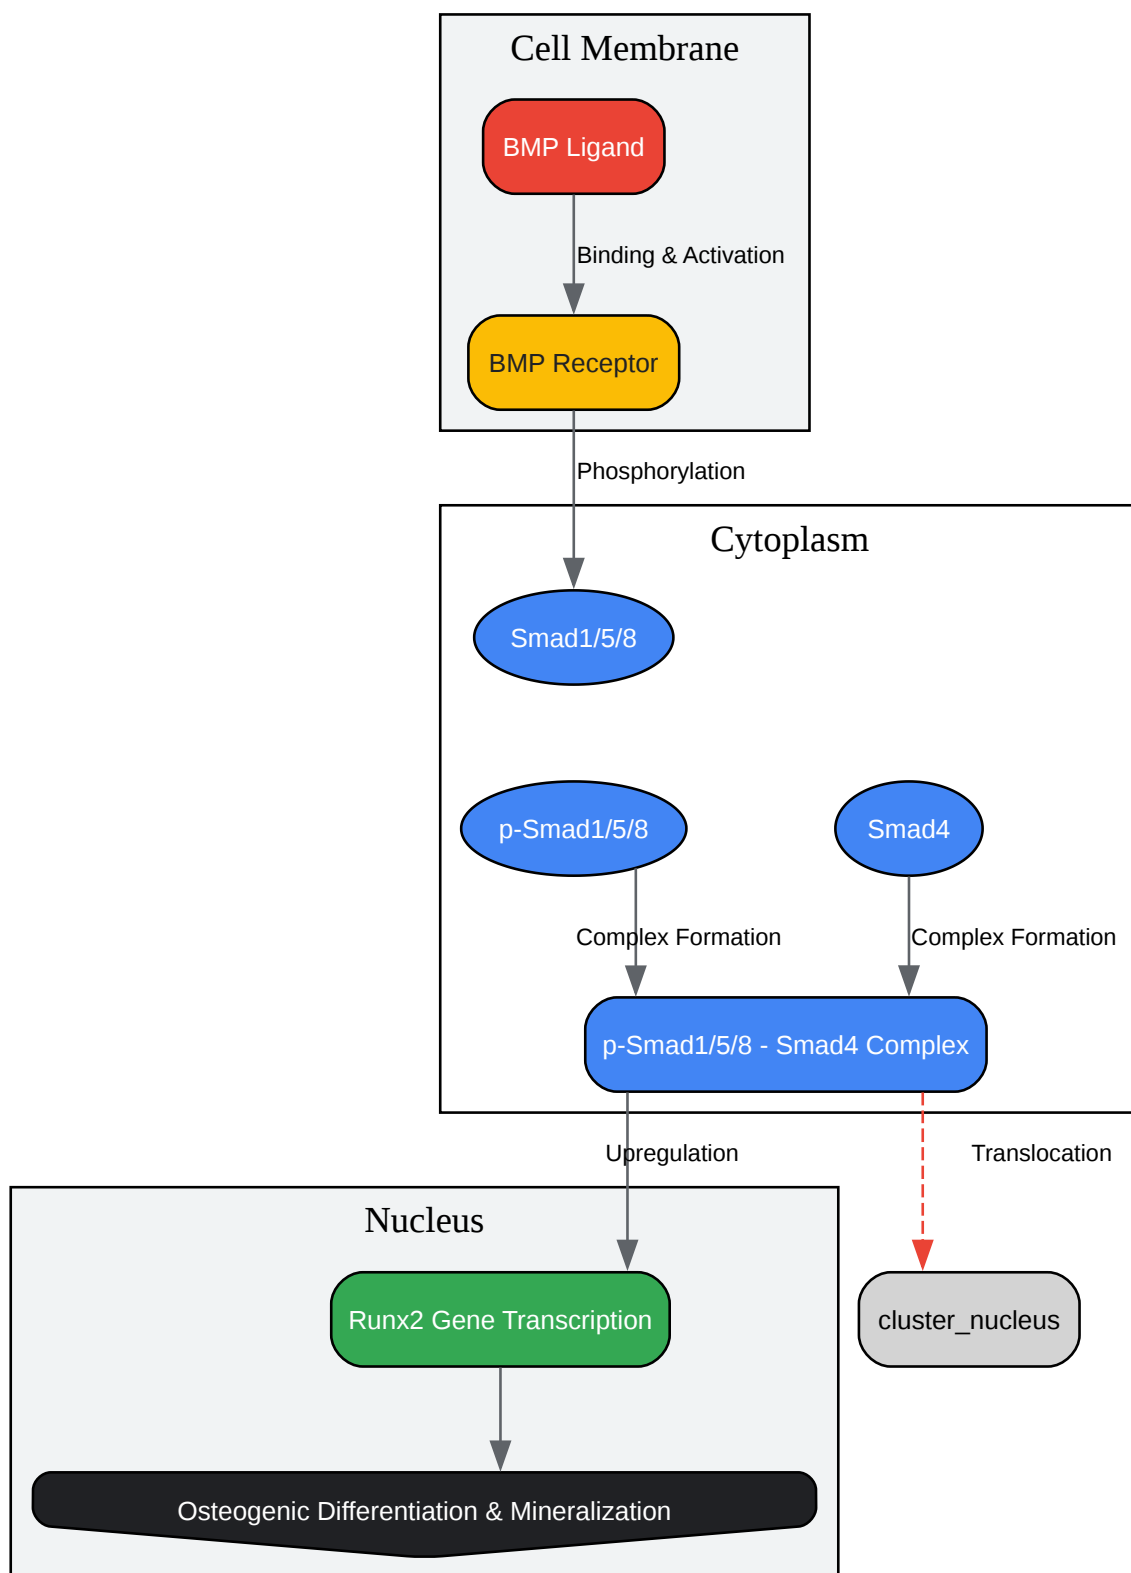 Cell Membrane
BMP Ligand
Binding & Activation
BMP Receptor
Phosphorylation
Cytoplasm
Smad1/5/8
p-Smad1/5/8
Smad4
Complex Formation
Complex Formation
p-Smad1/5/8 - Smad4 Complex
Upregulation
Translocation
Nucleus
Runx2 Gene Transcription
cluster_nucleus
Osteogenic Differentiation & Mineralization